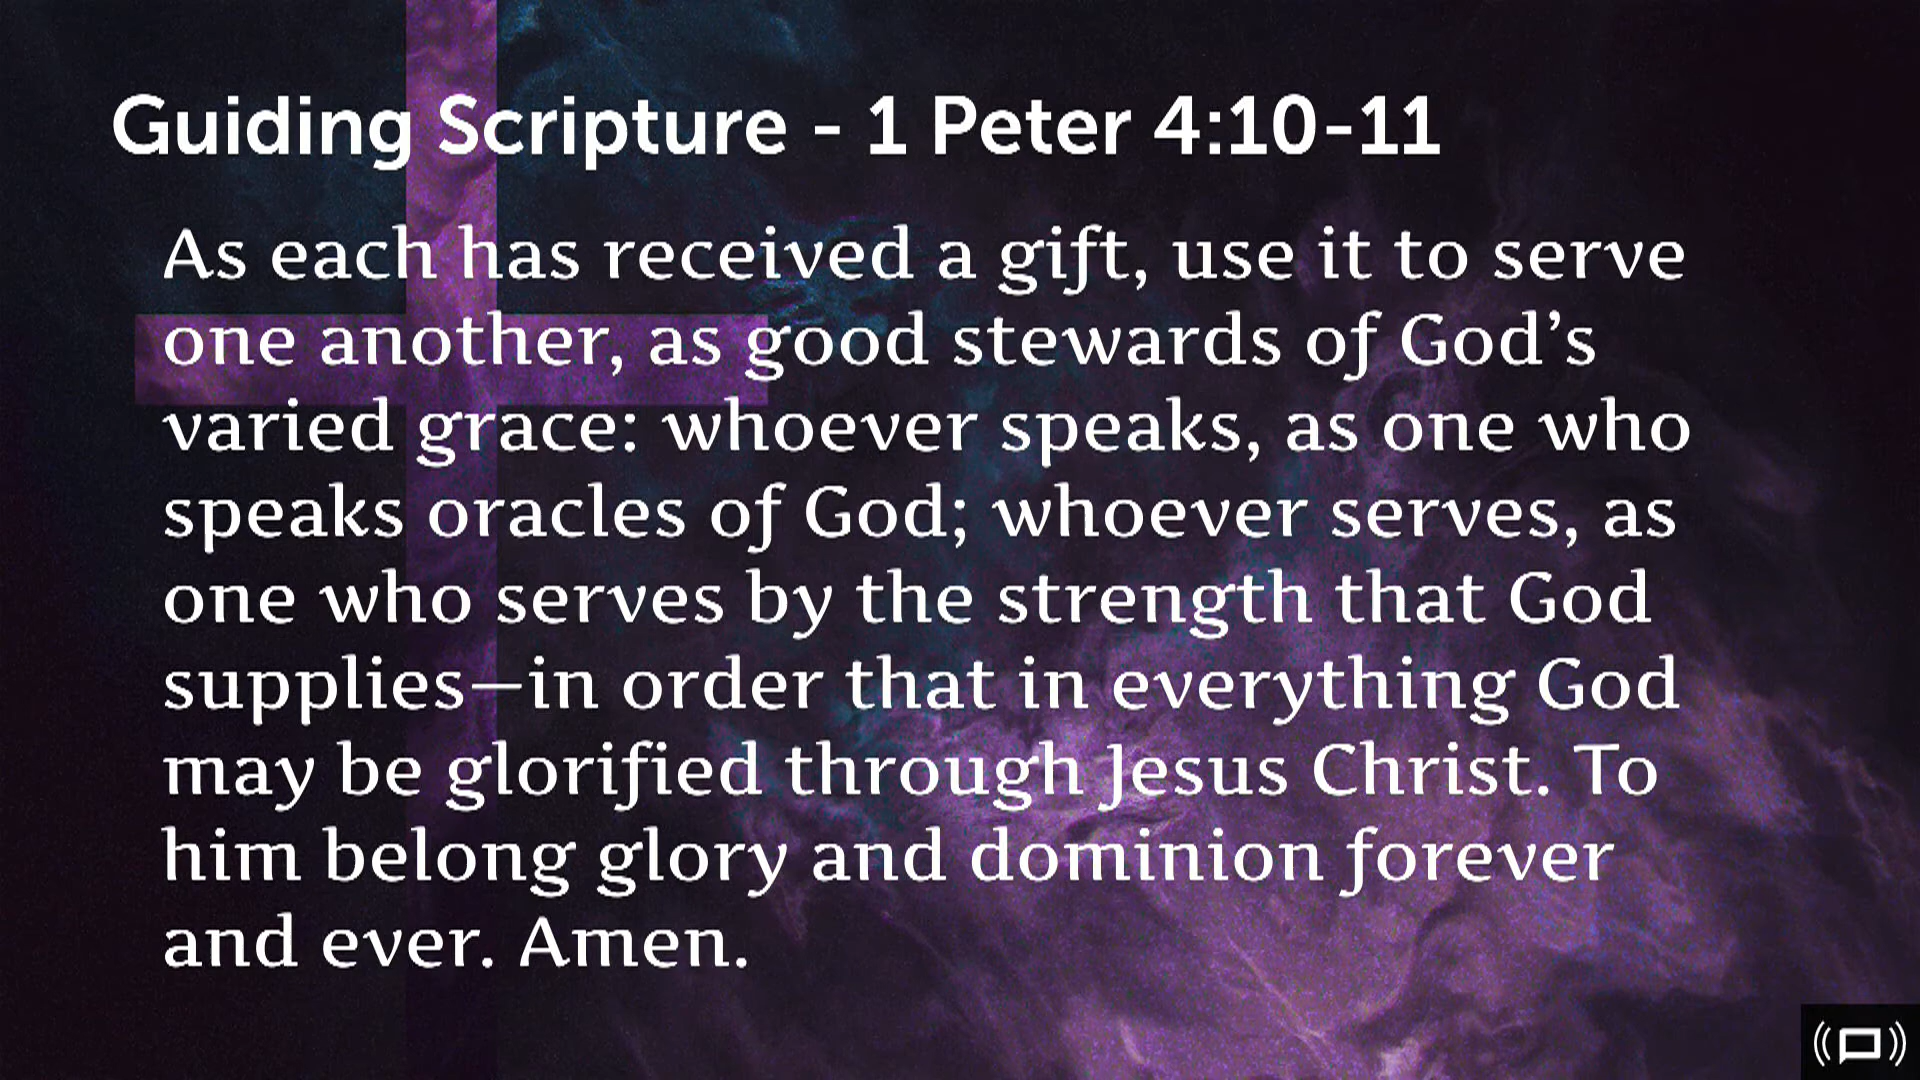 Guiding Scripture - 1 Peter 4:10-11
As each has received a gift, use it to serve
one another, as good stewards of God’s
varied grace: whoever speaks, as one who
speaks oracles of God; whoever serves, as
one who serves by the strength that God
supplies—in order that in everything God
may be glorified through Jesus Christ. To
him belong glory and dominion forever
and ever. Amen.